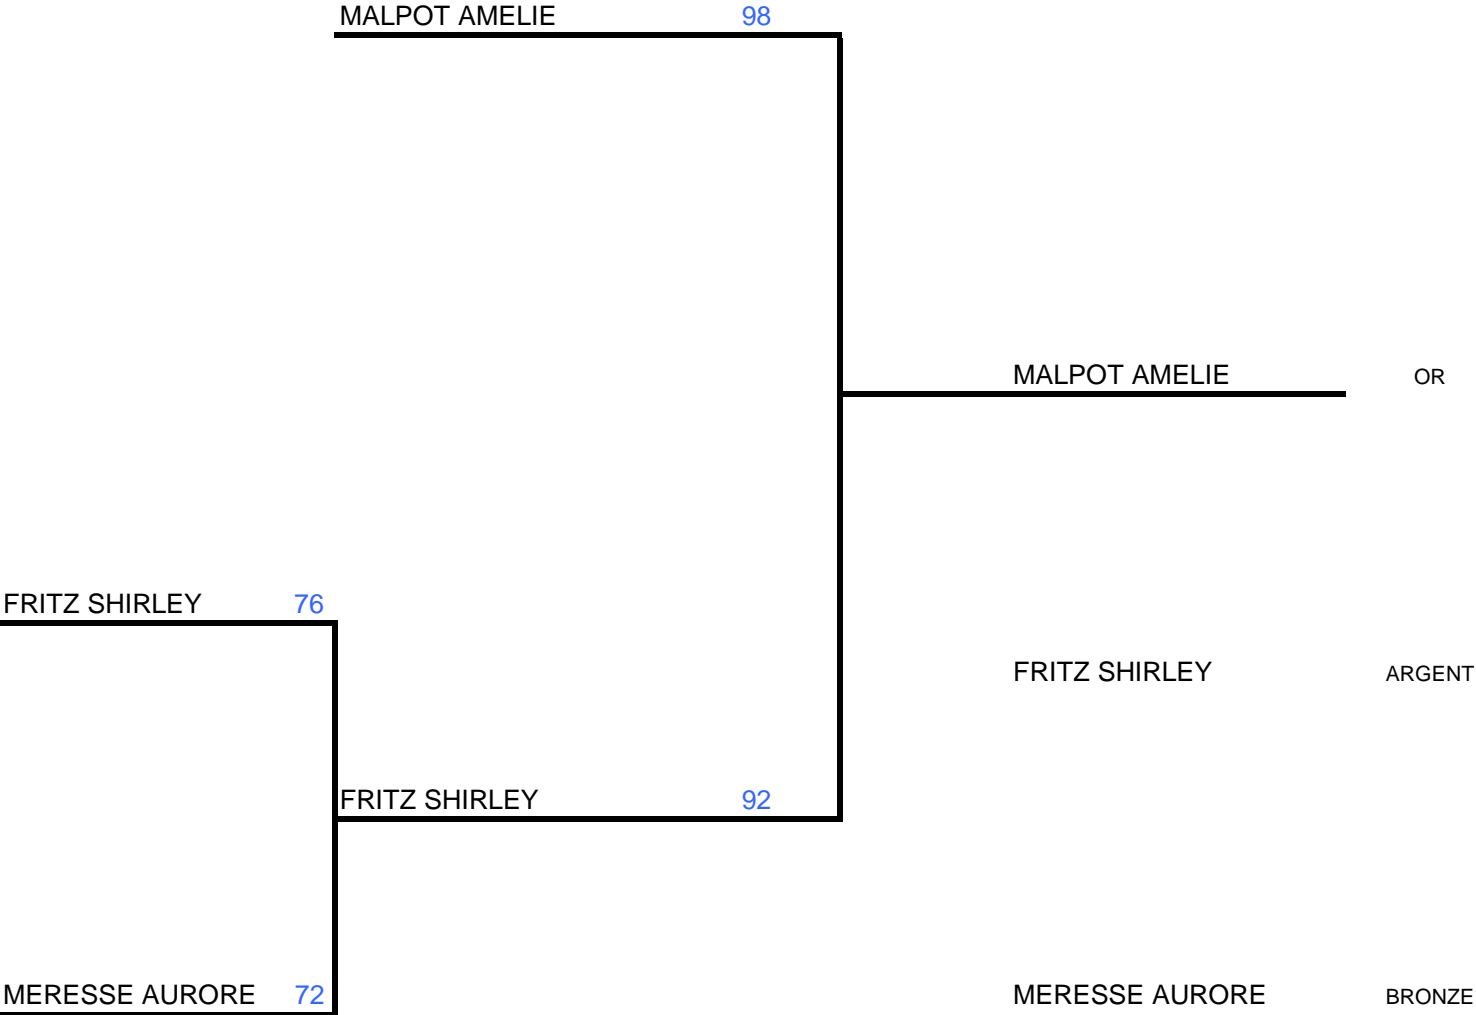 MALPOT AMELIE 98
MALPOT AMELIE OR
FRITZ SHIRLEY 76
FRITZ SHIRLEY ARGENT
FRITZ SHIRLEY 92
MERESSE AURORE 72
MERESSE AURORE BRONZE